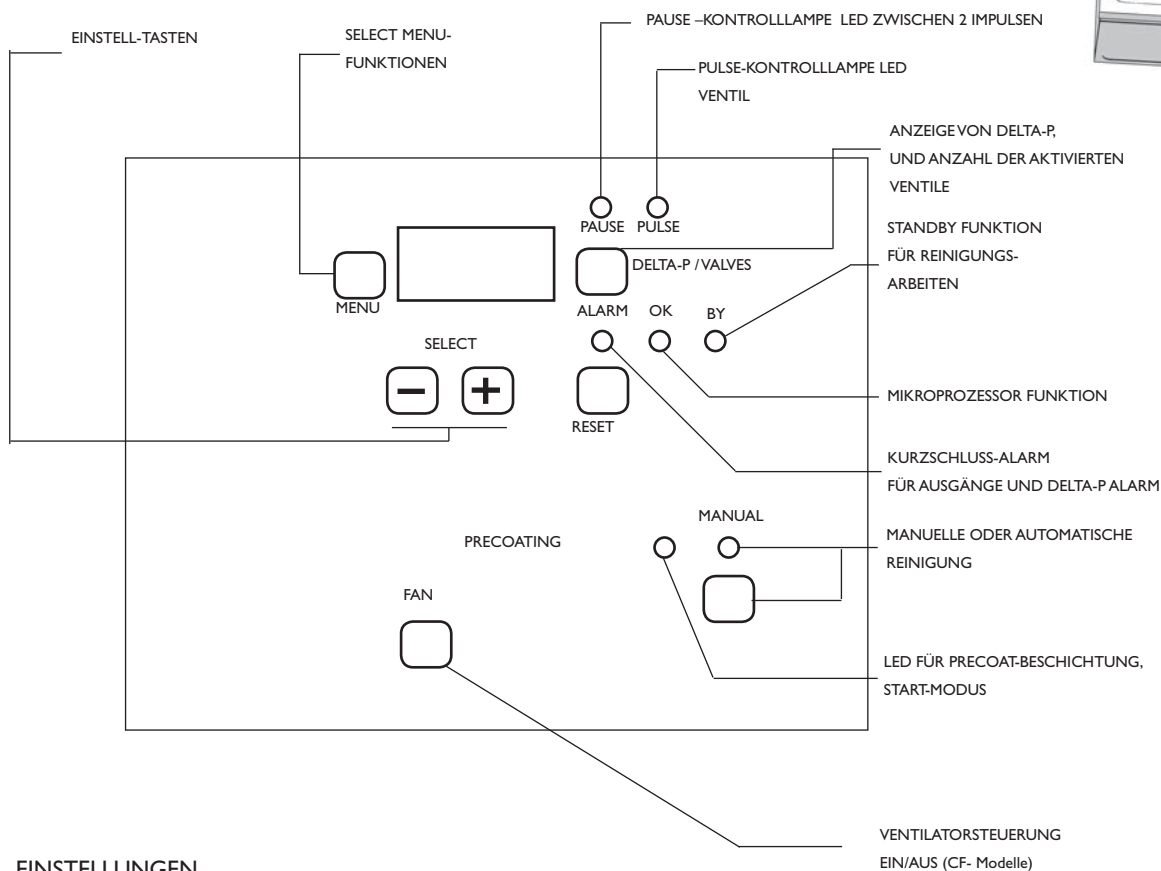 PAUSE –KONTROLLLAMPE LED ZWISCHEN 2 IMPULSEN
EINSTELL-TASTEN
SELECT MENU-
FUNKTIONEN
PULSE-KONTROLLLAMPE LED
VENTIL
ANZEIGE VON DELTA-P,
UND ANZAHL DER AKTIVIERTEN
VENTILE
PAUSE PULSE
STANDBY FUNKTION
FÜR REINIGUNGS-
ARBEITEN
DELTA-P / VALVES
MENU
ALARM OK BY
SELECT
− +
RESET
MIKROPROZESSOR FUNKTION
KURZSCHLUSS-ALARM
FÜR AUSGÄNGE UND DELTA-P ALARM
MANUAL
PRECOATING
MANUELLE ODER AUTOMATISCHE
REINIGUNG
FAN
LED FÜR PRECOAT-BESCHICHTUNG,
START-MODUS
VENTILATORSTEUERUNG
EIN/AUS (CF- Modelle)
EINSTELLUNGEN